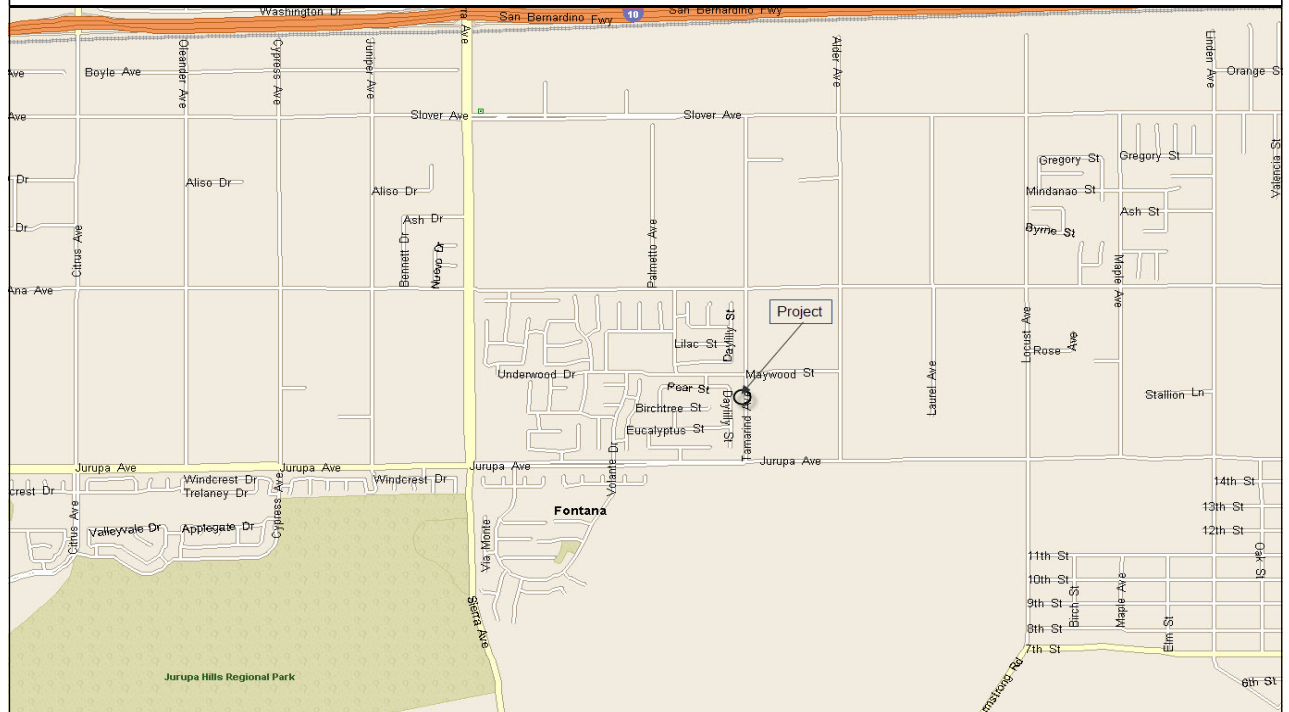 Washington Dr
San Bernardino Fwy
10
San Bernardino Fwy
Ave
Boyle Ave
Oleander Ave
Cypress Ave
Juniper Ave
Ave
Alder Ave
Linden Ave
Orange S
Ave
Slover Ave
Slover Ave
Valencia St
Dr
Aliso Dr
Aliso Dr
Gregory St
Gregory St
Mindanao St
Ash St
Dr
Citrus Ave
Ash Dr
Bennett Dr
Nuevo Dr
Palmetto Ave
Byrne St
Maple Ave
Ana Ave
Project
Daylily St
Lilac St
Locust Ave
Rose Ave
Underwood Dr
Maywood St
Pear St
Laurel Ave
Stallion Ln
Birchtree St
Daylily St
Tamarind Ave
Eucalyptus St
Volante Dr
Jurupa Ave
Jurupa Ave
Jurupa Ave
Jurupa Ave
crest Dr
Windcrest Dr
Trelaney Dr
Windcrest Dr
14th St
13th St
12th St
Citrus Ave
Valleyvale Dr
Applegate Dr
Cypress Ave
Via Monte
Fontana
11th St
10th St
9th St
8th St
7th St
Birch St
Maple Ave
Elm St
Oak St
Sierra Ave
Jurupa Hills Regional Park
mstrong Rd
6th St